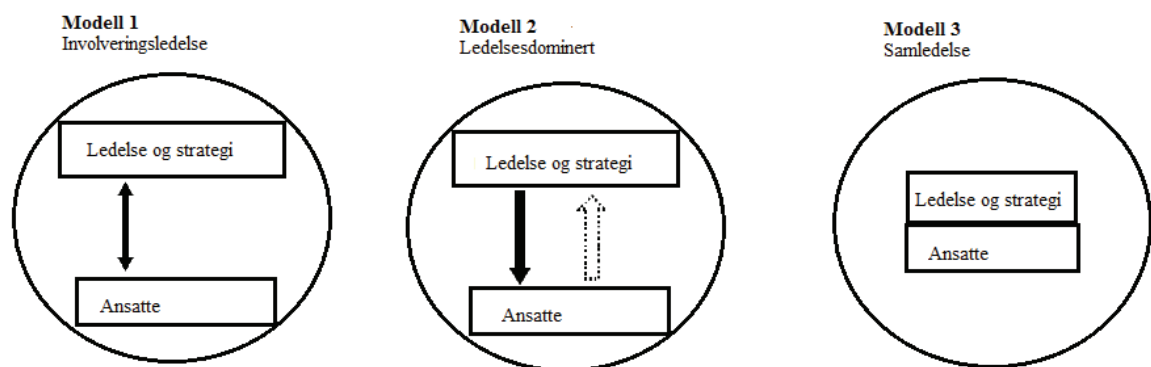 Modell 1
Involveringsledelse
Ledelse og strategi
Ansatte
Modell 2
Ledelsesdominert
Ledelse og strategi
Ansatte
Modell 3
Samledelse
Ledelse og strategi
Ansatte